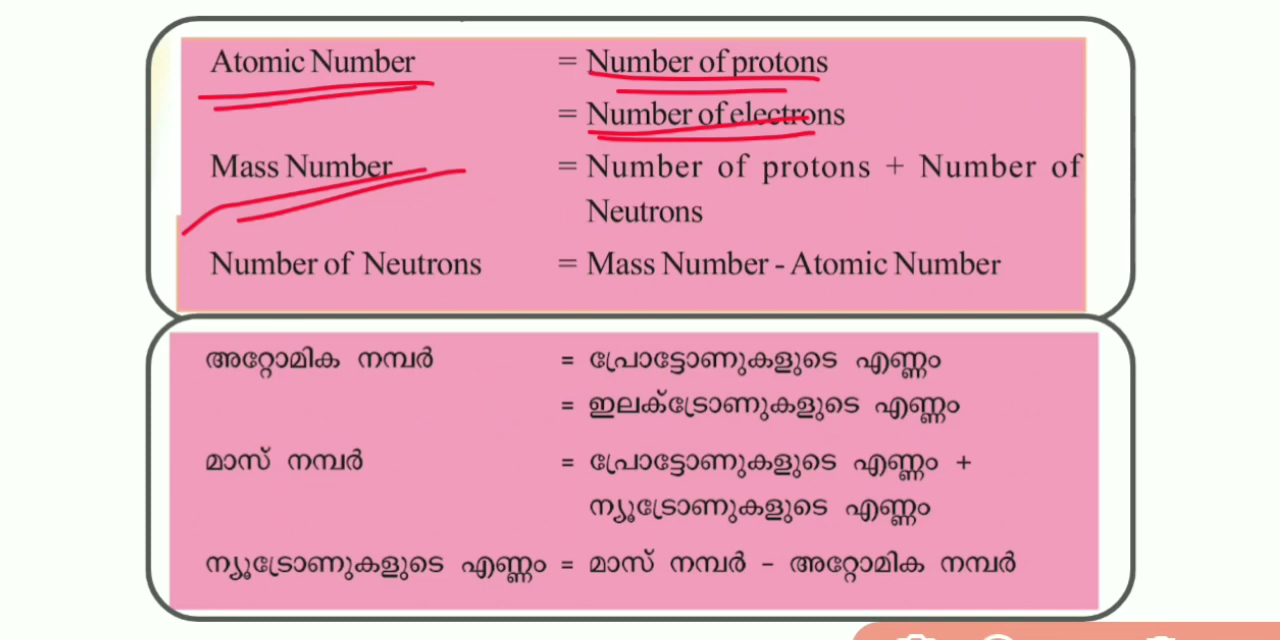 Atomic Number = Number of protons
= Number of electrons
Mass Number = Number of protons + Number of
Neutrons
Number of Neutrons = Mass Number - Atomic Number
അറ്റോമിക നമ്പർ = പ്രോട്ടോണുകളുടെ എണ്ണം
= ഇലക്ട്രോണുകളുടെ എണ്ണം
മാസ് നമ്പർ = പ്രോട്ടോണുകളുടെ എണ്ണം +
ന്യൂട്രോണുകളുടെ എണ്ണം
ന്യൂട്രോണുകളുടെ എണ്ണം = മാസ് നമ്പർ - അറ്റോമിക നമ്പർ